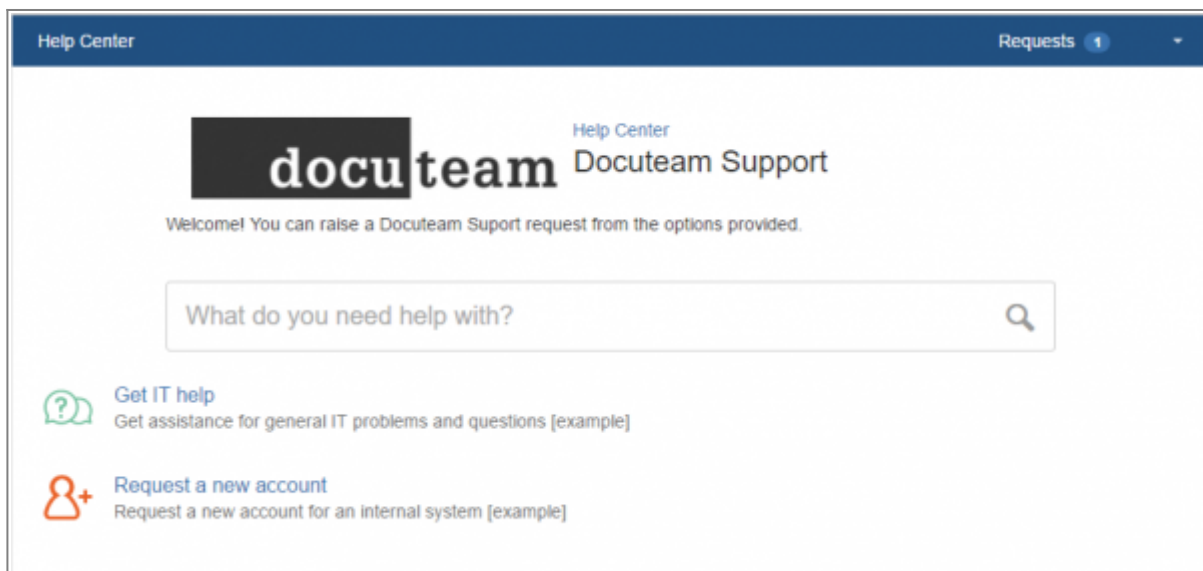 Help Center
Requests 1
docuteam
Help Center
Docuteam Support
Welcome! You can raise a Docuteam Suport request from the options provided.
What do you need help with?
Get IT help
Get assistance for general IT problems and questions [example]
Request a new account
Request a new account for an internal system [example]